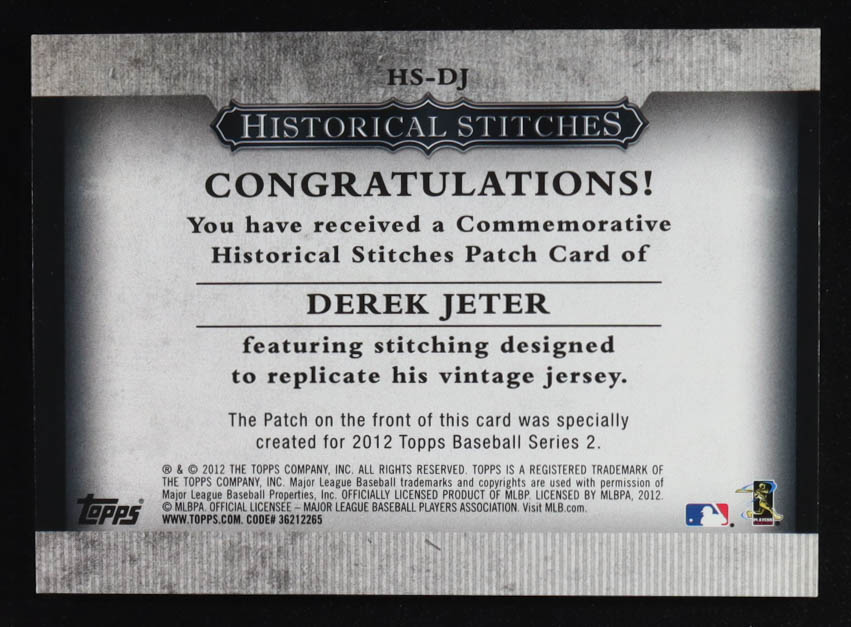 HS-DJ
HISTORICAL STITCHES
CONGRATULATIONS!
You have received a Commemorative
Historical Stitches Patch Card of
DEREK JETER
featuring stitching designed
to replicate his vintage jersey.
The Patch on the front of this card was specially
created for 2012 Topps Baseball Series 2.
® & © 2012 THE TOPPS COMPANY, INC. ALL RIGHTS RESERVED. TOPPS IS A REGISTERED TRADEMARK OF
THE TOPPS COMPANY, INC. Major League Baseball trademarks and copyrights are used with permission of
Major League Baseball Properties, Inc. OFFICIALLY LICENSED PRODUCT OF MLBP. LICENSED BY MLBPA, 2012.
© MLBPA. OFFICIAL LICENSEE – MAJOR LEAGUE BASEBALL PLAYERS ASSOCIATION. Visit MLB.com.
WWW.TOPPS.COM. CODE# 36212265
topps®
PLAYERS